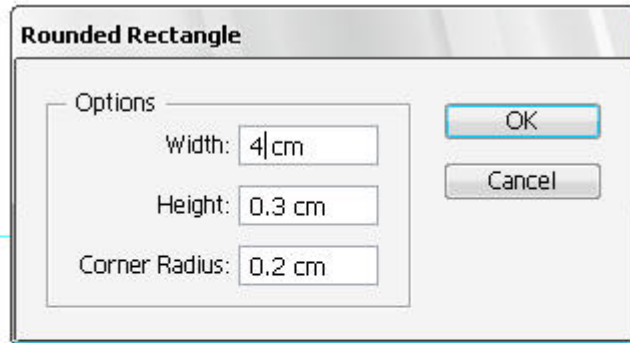 Rounded Rectangle
Options
Width: 4 cm
Height: 0.3 cm
Corner Radius: 0.2 cm
OK
Cancel